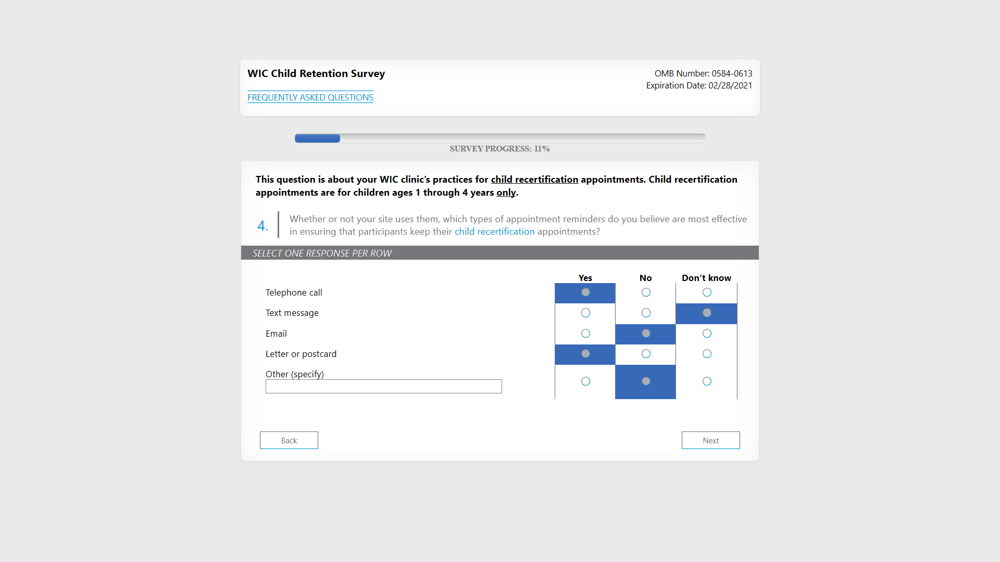 WIC Child Retention Survey
OMB Number: 0584-0613
Expiration Date: 02/28/2021
FREQUENTLY ASKED QUESTIONS
SURVEY PROGRESS: 11%
This question is about your WIC clinic’s practices for child recertification appointments. Child recertification
appointments are for children ages 1 through 4 years only.
4.
Whether or not your site uses them, which types of appointment reminders do you believe are most effective
in ensuring that participants keep their child recertification appointments?
SELECT ONE RESPONSE PER ROW
Yes No Don’t know
Telephone call
Text message
Email
Letter or postcard
Other (specify)
Back
Next